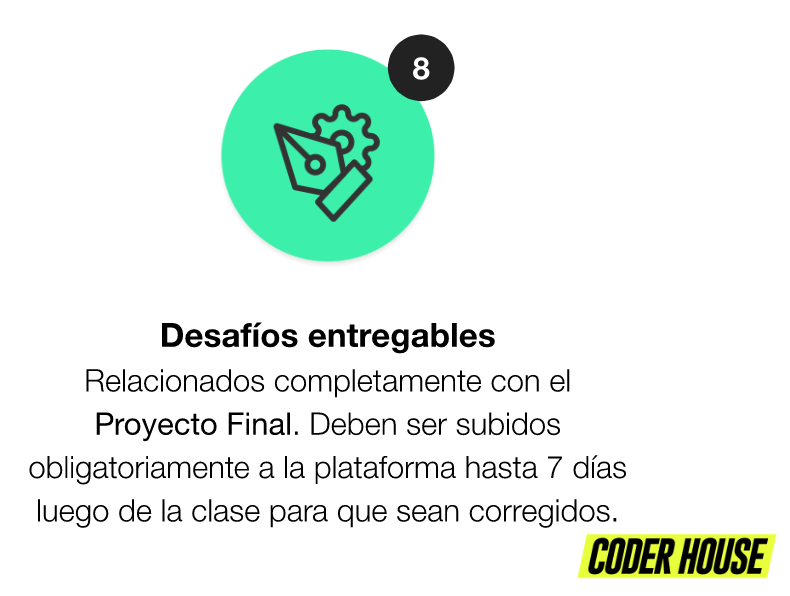 8
Desafíos entregables
Relacionados completamente con el
Proyecto Final. Deben ser subidos
obligatoriamente a la plataforma hasta 7 días
luego de la clase para que sean corregidos.
CODER HOUSE